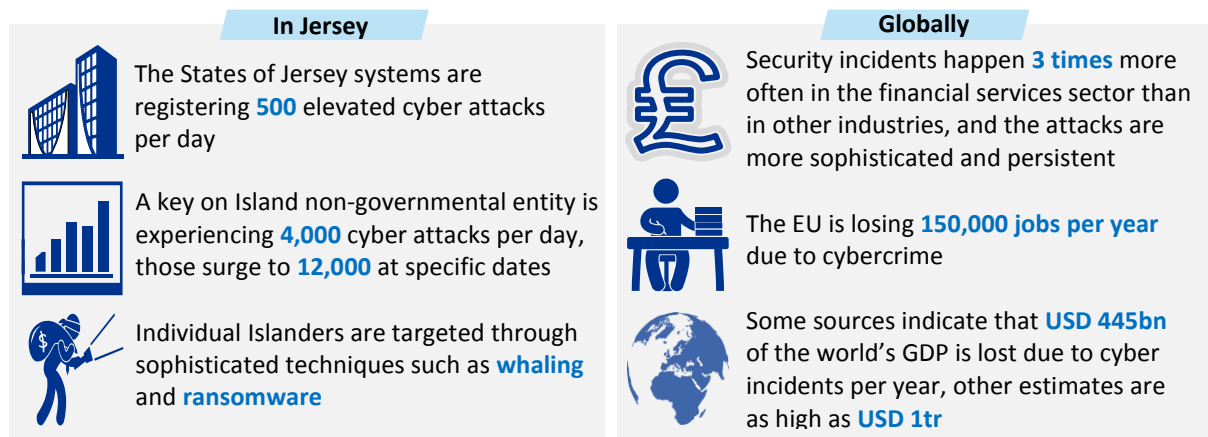 In Jersey
The States of Jersey systems are
registering 500 elevated cyber attacks
per day
A key on Island non-governmental entity is
experiencing 4,000 cyber attacks per day,
those surge to 12,000 at specific dates
$
Individual Islanders are targeted through
sophisticated techniques such as whaling
and ransomware
Globally
£
Security incidents happen 3 times more
often in the financial services sector than
in other industries, and the attacks are
more sophisticated and persistent
The EU is losing 150,000 jobs per year
due to cybercrime
Some sources indicate that USD 445bn
of the world’s GDP is lost due to cyber
incidents per year, other estimates are
as high as USD 1tr